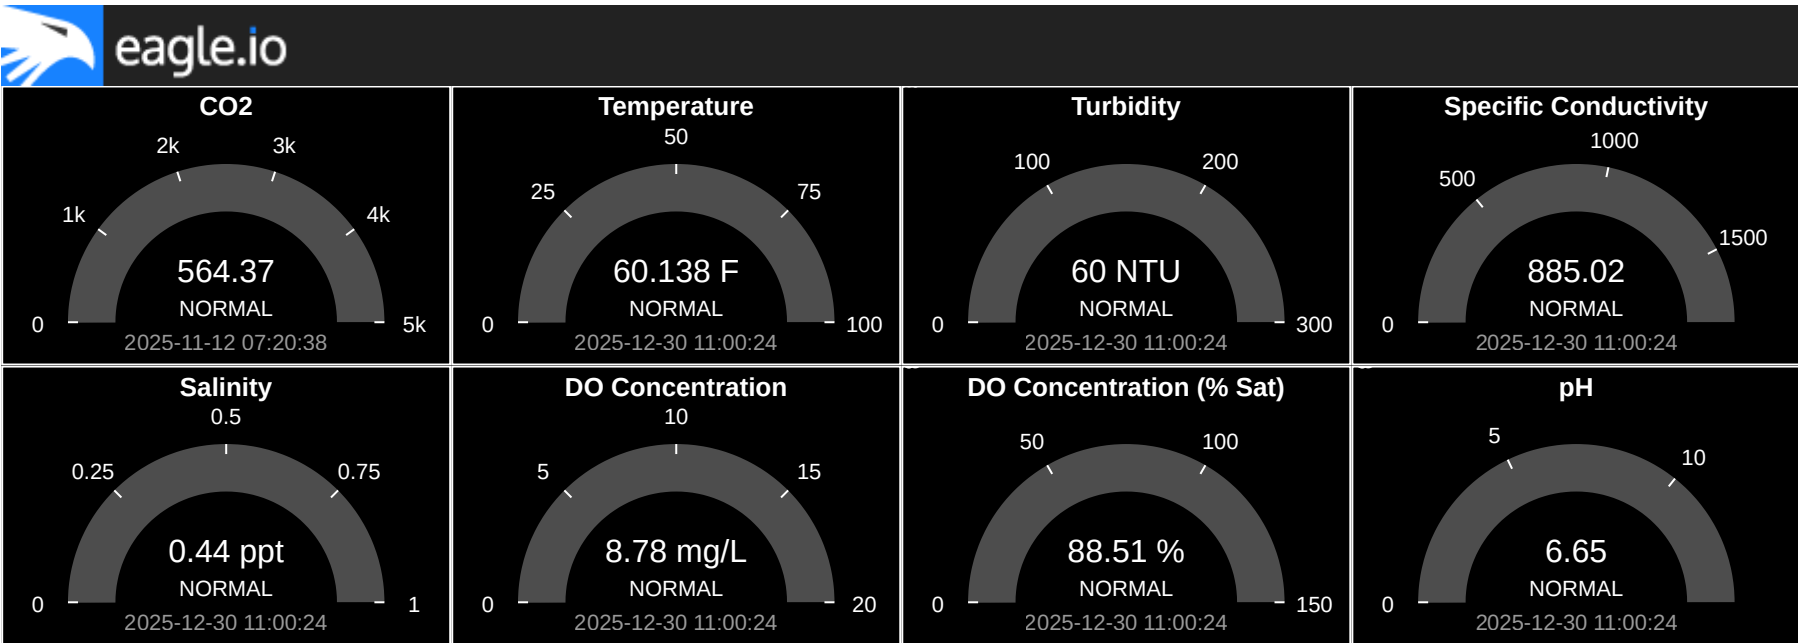 eagle.io
CO2
2k
3k
1k
4k
564.37
NORMAL
0
5k
2025-11-12 07:20:38
Temperature
50
25
75
60.138 F
NORMAL
0
100
2025-12-30 11:00:24
Turbidity
100
200
60 NTU
NORMAL
0
300
2025-12-30 11:00:24
Specific Conductivity
1000
500
1500
885.02
NORMAL
0
2025-12-30 11:00:24
Salinity
0.5
0.25
0.75
0.44 ppt
NORMAL
0
1
2025-12-30 11:00:24
DO Concentration
10
5
15
8.78 mg/L
NORMAL
0
20
2025-12-30 11:00:24
DO Concentration (% Sat)
50
100
88.51 %
NORMAL
0
150
2025-12-30 11:00:24
pH
5
10
6.65
NORMAL
0
2025-12-30 11:00:24